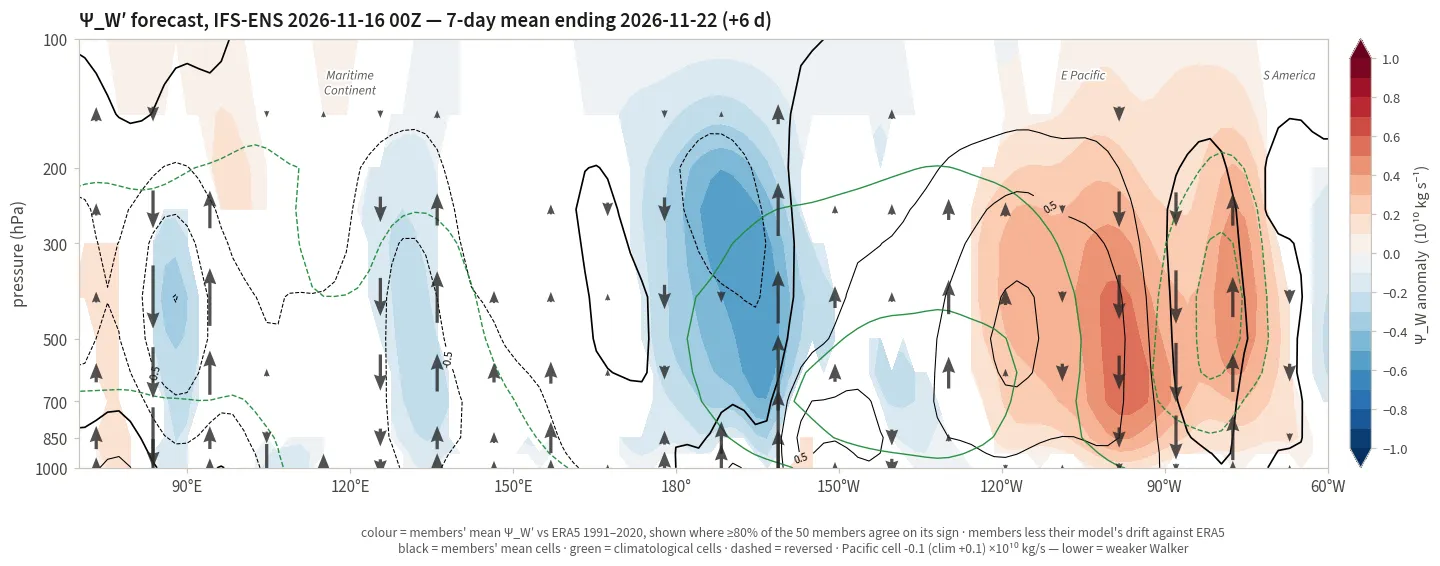 Ψ_W′ forecast, IFS-ENS 2026-11-16 00Z — 7-day mean ending 2026-11-22 (+6 d)
100
200
300
400
500
700
850
1000
pressure (hPa)
Maritime
Continent
E Pacific
S America
0.5
0.5
0.5
0.5
90°E
120°E
150°E
180°
150°W
120°W
90°W
60°W
1.0
0.8
0.6
0.4
0.2
0.0
−0.2
−0.4
−0.6
−0.8
−1.0
Ψ_W anomaly (10¹⁰ kg s⁻¹)
colour = members' mean Ψ_W′ vs ERA5 1991–2020, shown where ≥80% of the 50 members agree on its sign · members less their model's drift against ERA5
black = members' mean cells · green = climatological cells · dashed = reversed · Pacific cell -0.1 (clim +0.1) ×10¹⁰ kg/s — lower = weaker Walker